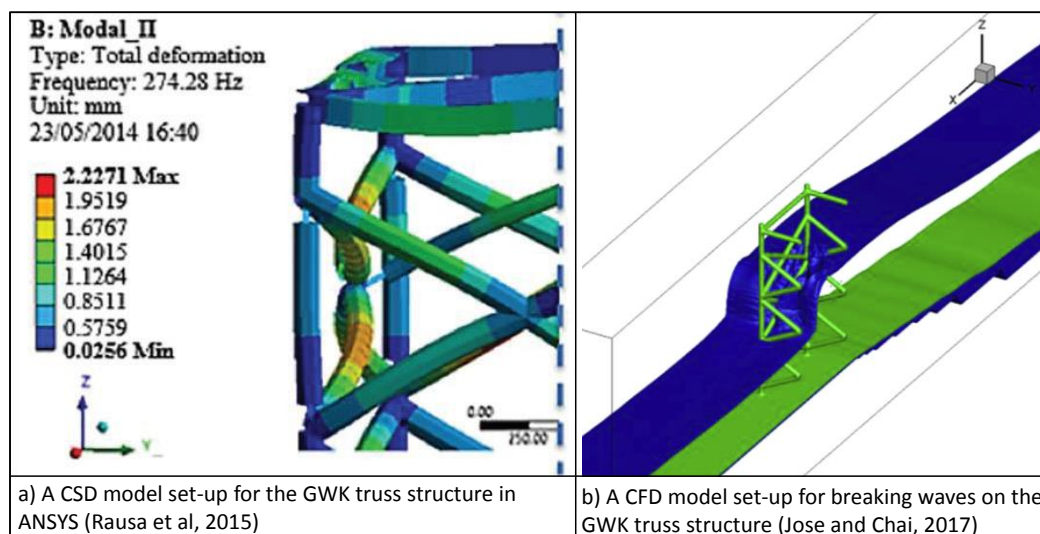 B: Modal_II
Type: Total deformation
Frequency: 274.28 Hz
Unit: mm
23/05/2014 16:40
2.2271 Max
1.9519
1.6767
1.4015
1.1264
0.8511
0.5759
0.0256 Min
Z
Y
0.00
250.00
Z
X
Y
a) A CSD model set-up for the GWK truss structure in
ANSYS (Rausa et al, 2015)
b) A CFD model set-up for breaking waves on the
GWK truss structure (Jose and Chai, 2017)